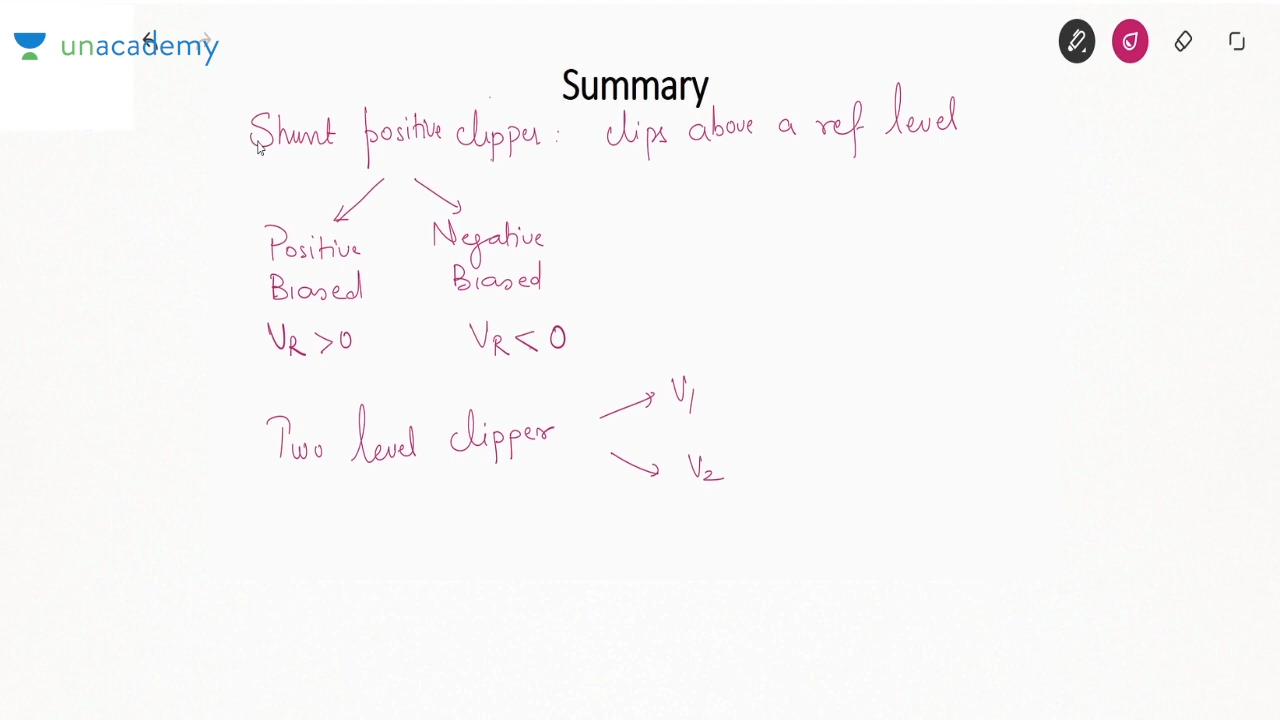 unacademy
Summary
Shunt positive clipper: clips above a ref level
Positive Biased
Negative Biased
VR > 0
VR < 0
Two level clipper
V1
V2